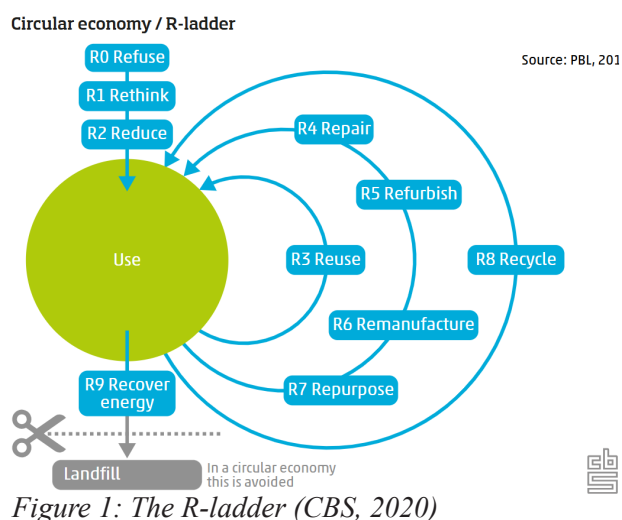 Circular economy / R-ladder
Source: PBL, 201
R0 Refuse
R1 Rethink
R2 Reduce
R4 Repair
R5 Refurbish
Use
R3 Reuse
R8 Recycle
R6 Remanufacture
R7 Repurpose
R9 Recover
energy
Landfill
In a circular economy
this is avoided
cbs
Figure 1: The R-ladder (CBS, 2020)